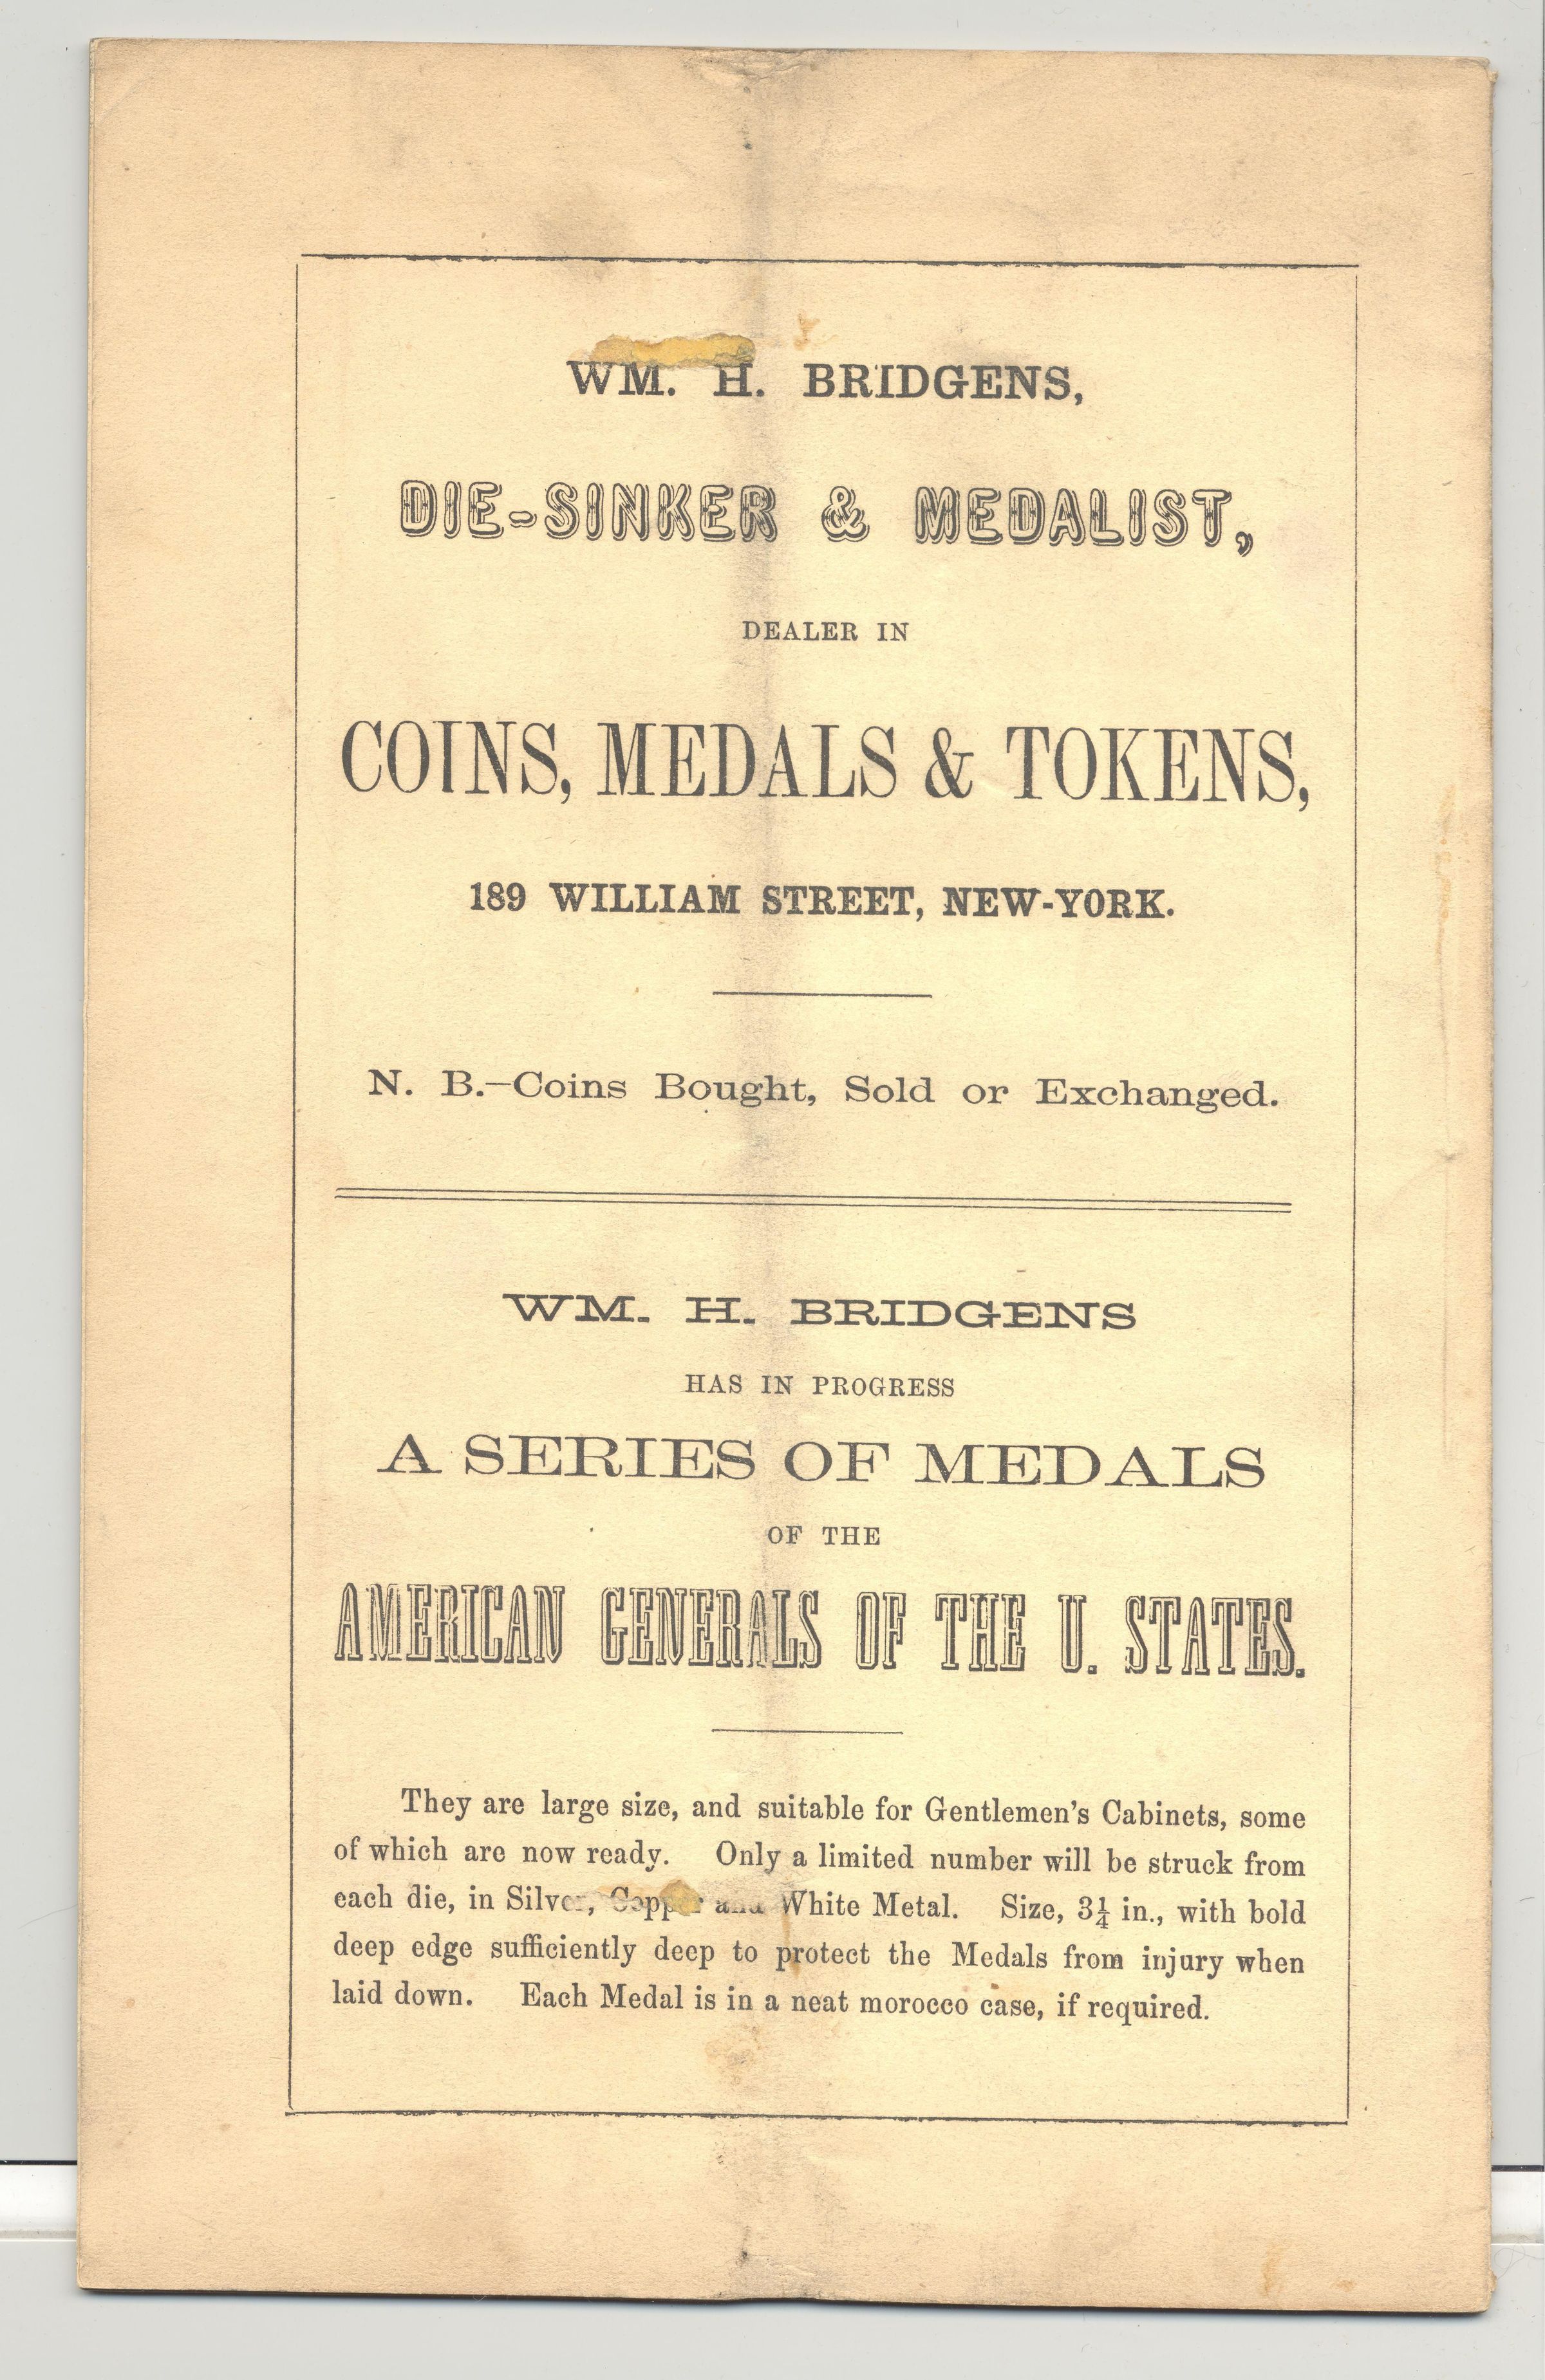 WM. H. BRIDGENS,
DIE-SINKER & MEDALIST,
DEALER IN
COINS, MEDALS & TOKENS,
189 WILLIAM STREET, NEW-YORK.
N. B.—Coins Bought, Sold or Exchanged.
WM. H. BRIDGENS
HAS IN PROGRESS
A SERIES OF MEDALS
OF THE
AMERICAN GENERALS OF THE U. STATES.
They are large size, and suitable for Gentlemen's Cabinets, some
of which are now ready. Only a limited number will be struck from
each die, in Silver, Copper and White Metal. Size, 3¼ in., with bold
deep edge sufficiently deep to protect the Medals from injury when
laid down. Each Medal is in a neat morocco case, if required.